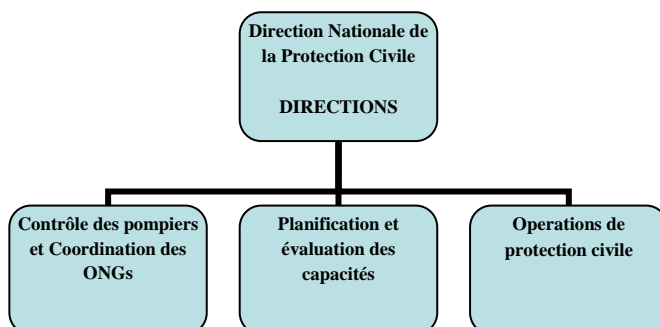 Direction Nationale de
la Protection Civile
DIRECTIONS
Contrôle des pompiers
et Coordination des
ONGs
Planification et
évaluation des
capacités
Operations de
protection civile